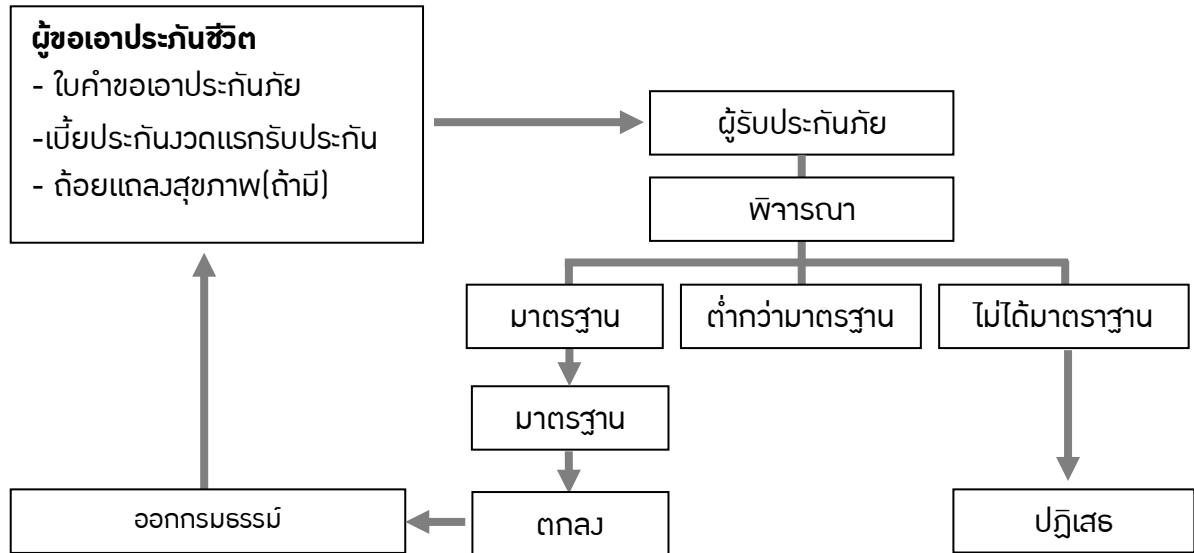 ผู้ขอเอาประกันชีวิต
- ใบคำขอเอาประกันภัย
-เบี้ยประกันงวดแรกรับประกัน
- ถ้อยแถลงสุขภาพ(ถ้ามี)
ผู้รับประกันภัย
พิจารณา
มาตรฐาน
ต่ำกว่ามาตรฐาน
ไม่ได้มาตราฐาน
มาตรฐาน
ออกกรมธรรม์
ตกลง
ปฏิเสธ